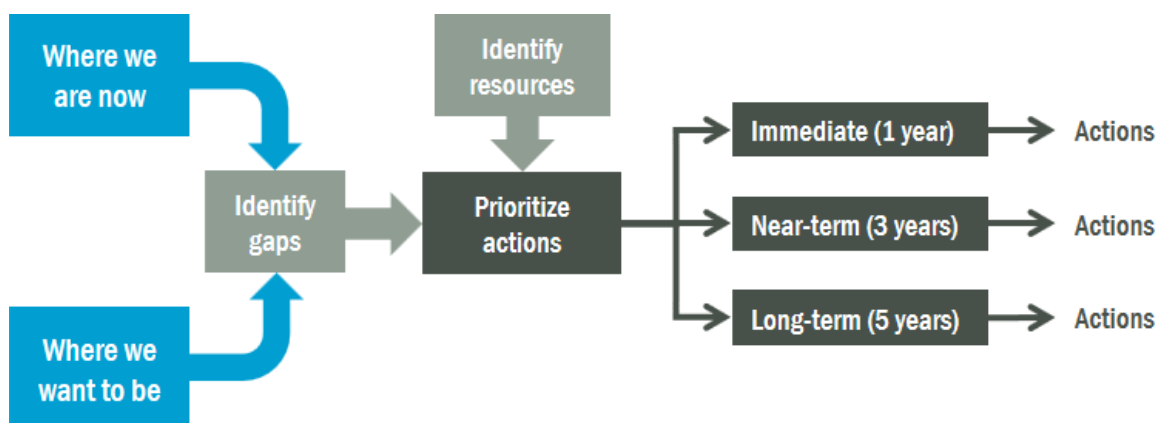 Where we
are now
Identify
resources
Immediate (1 year)
Actions
Identify
gaps
Prioritize
actions
Near-term (3 years)
Actions
Where we
want to be
Long-term (5 years)
Actions